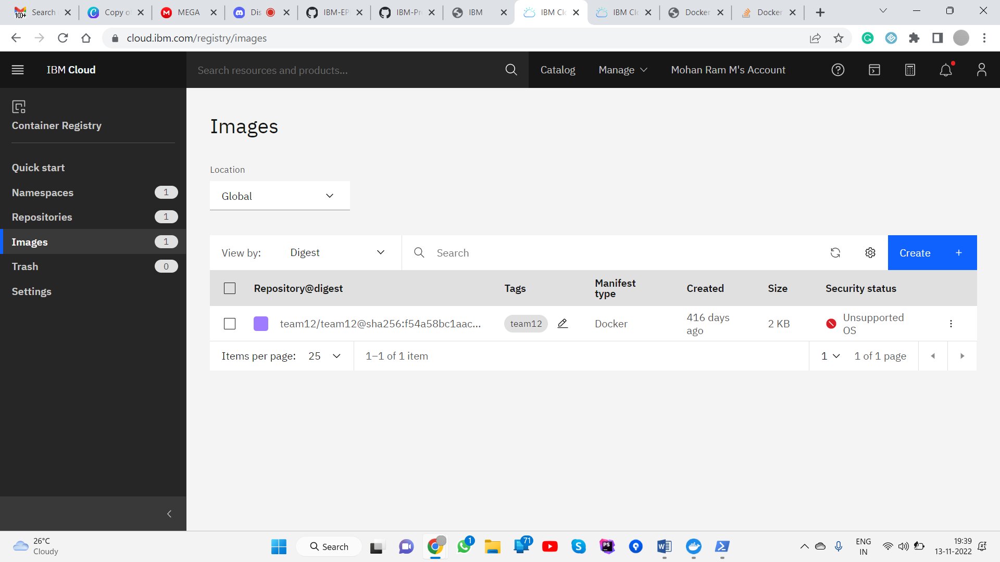 Search
Copy o
MEGA
Dis
IBM-EP
IBM-Pr
IBM
IBM Clo
IBM Clo
Docker
Docker
cloud.ibm.com/registry/images
IBM Cloud
Search resources and products...
Catalog
Manage
Mohan Ram M's Account
Container Registry
Quick start
Namespaces 1
Repositories 1
Images 1
Trash 0
Settings
Images
Location
Global
View by: Digest
Search
Create +
Repository@digest Tags Manifest type Created Size Security status
team12/team12@sha256:f54a58bc1aac... team12 Docker 416 days ago 2 KB Unsupported OS
Items per page: 25 1–1 of 1 item 1 1 of 1 page
26°C
Cloudy
Search
1
71
PS
ENG
IN
19:39
13-11-2022